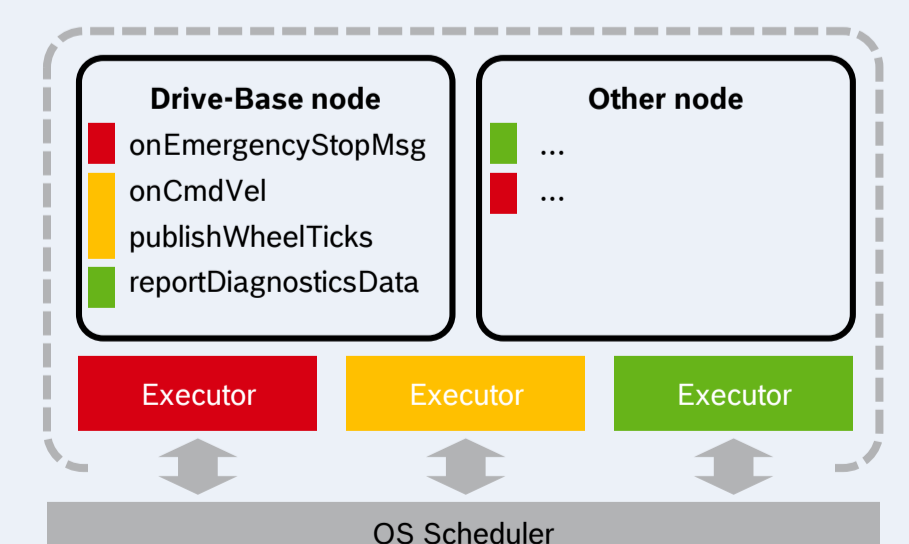 Drive-Base node
onEmergencyStopMsg
onCmdVel
publishWheelTicks
reportDiagnosticsData
Other node
...
...
Executor
Executor
Executor
OS Scheduler